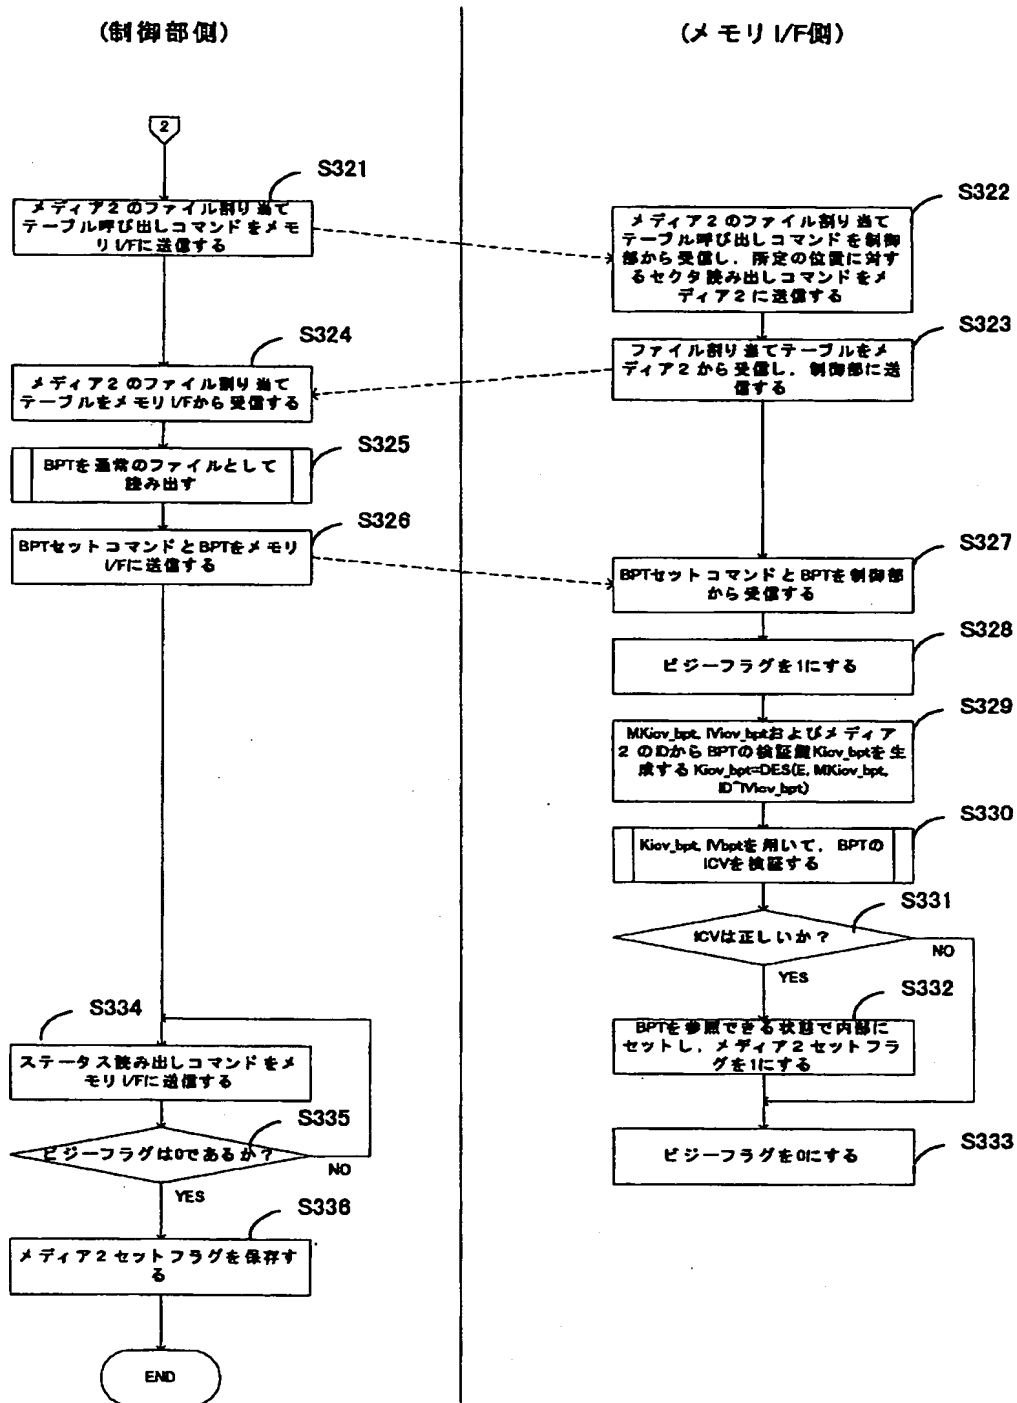 (制御部側)
(メモリI/F側)
2
S321
メディア2のファイル割り当て
テーブル呼び出しコマンドをメモ
リI/Fに送信する
S322
メディア2のファイル割り当て
テーブル呼び出しコマンドを制御
部から受信し、所定の位置に対す
るセクタ読み出しコマンドをメ
ディア2に送信する
S323
ファイル割り当てテーブルをメ
ディア2から受信し、制御部に送
信する
S324
メディア2のファイル割り当て
テーブルをメモリI/Fから受信する
S325
BPTを通常のファイルとして
読み出す
S326
BPTセットコマンドとBPTをメモリ
I/Fに送信する
S327
BPTセットコマンドとBPTを制御部
から受信する
S328
ビジーフラグを1にする
S329
MKicv_bpt, IVicv_bptおよびメディア
2のIDからBPTの検証鍵Kicv_bptを生
成する Kicv_bpt=DES(E, MKicv_bpt,
ID^IVicv_bpt)
S330
Kicv_bpt, IVbptを用いて、BPTの
ICVを検証する
S331
ICVは正しいか?
NO
YES
S332
BPTを参照できる状態で内部に
セットし、メディア2セットフラ
グを1にする
S333
ビジーフラグを0にする
S334
ステータス読み出しコマンドをメ
モリI/Fに送信する
S335
ビジーフラグは0であるか?
NO
YES
S336
メディア2セットフラグを保存す
る
END